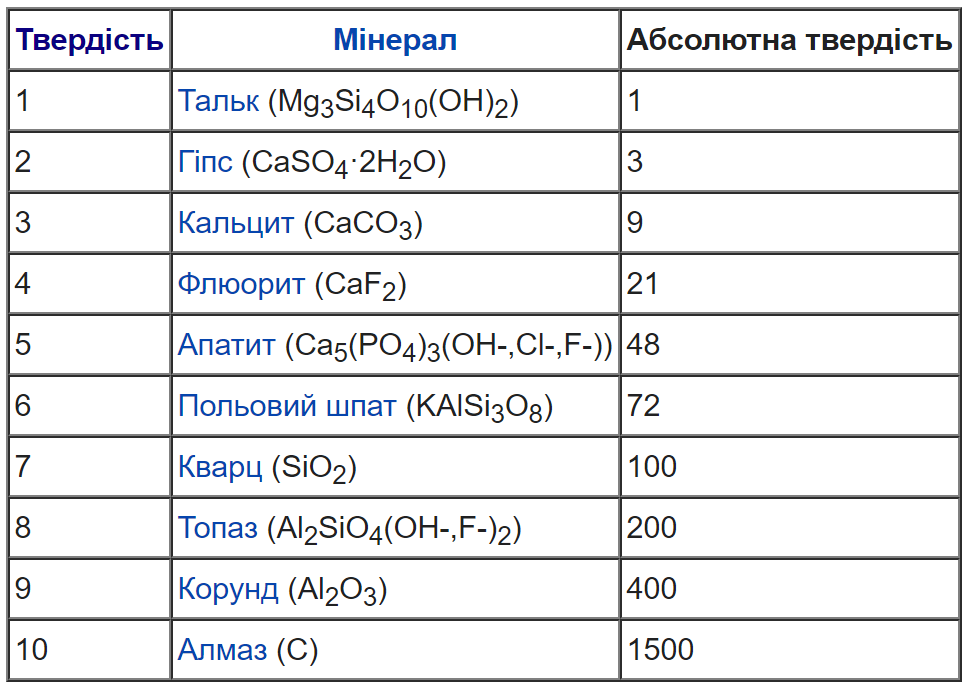 Твердість Мінерал Абсолютна твердість
1 Тальк (Mg3Si4O10(OH)2) 1
2 Гіпс (CaSO4·2H2O) 3
3 Кальцит (CaCO3) 9
4 Флюорит (CaF2) 21
5 Апатит (Ca5(PO4)3(OH-,Cl-,F-)) 48
6 Польовий шпат (KAlSi3O8) 72
7 Кварц (SiO2) 100
8 Топаз (Al2SiO4(OH-,F-)2) 200
9 Корунд (Al2O3) 400
10 Алмаз (C) 1500